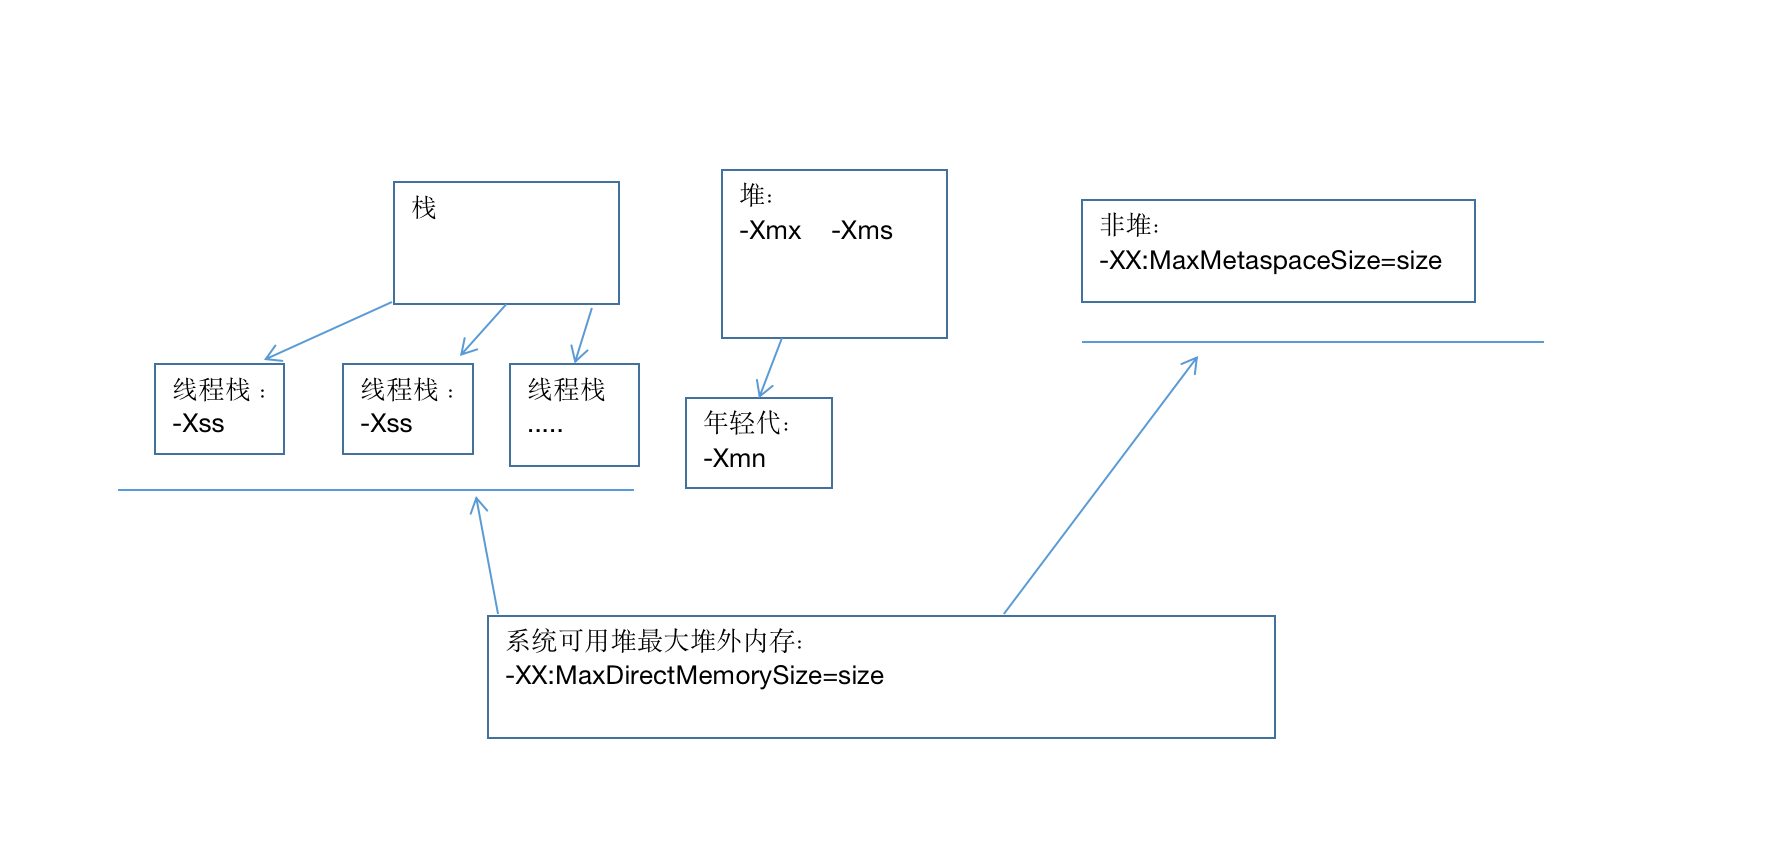 栈
堆：
-Xmx -Xms
非堆：
-XX:MaxMetaspaceSize=size
线程栈：
-Xss
线程栈：
-Xss
线程栈
.....
年轻代：
-Xmn
系统可用堆最大堆外内存：
-XX:MaxDirectMemorySize=size